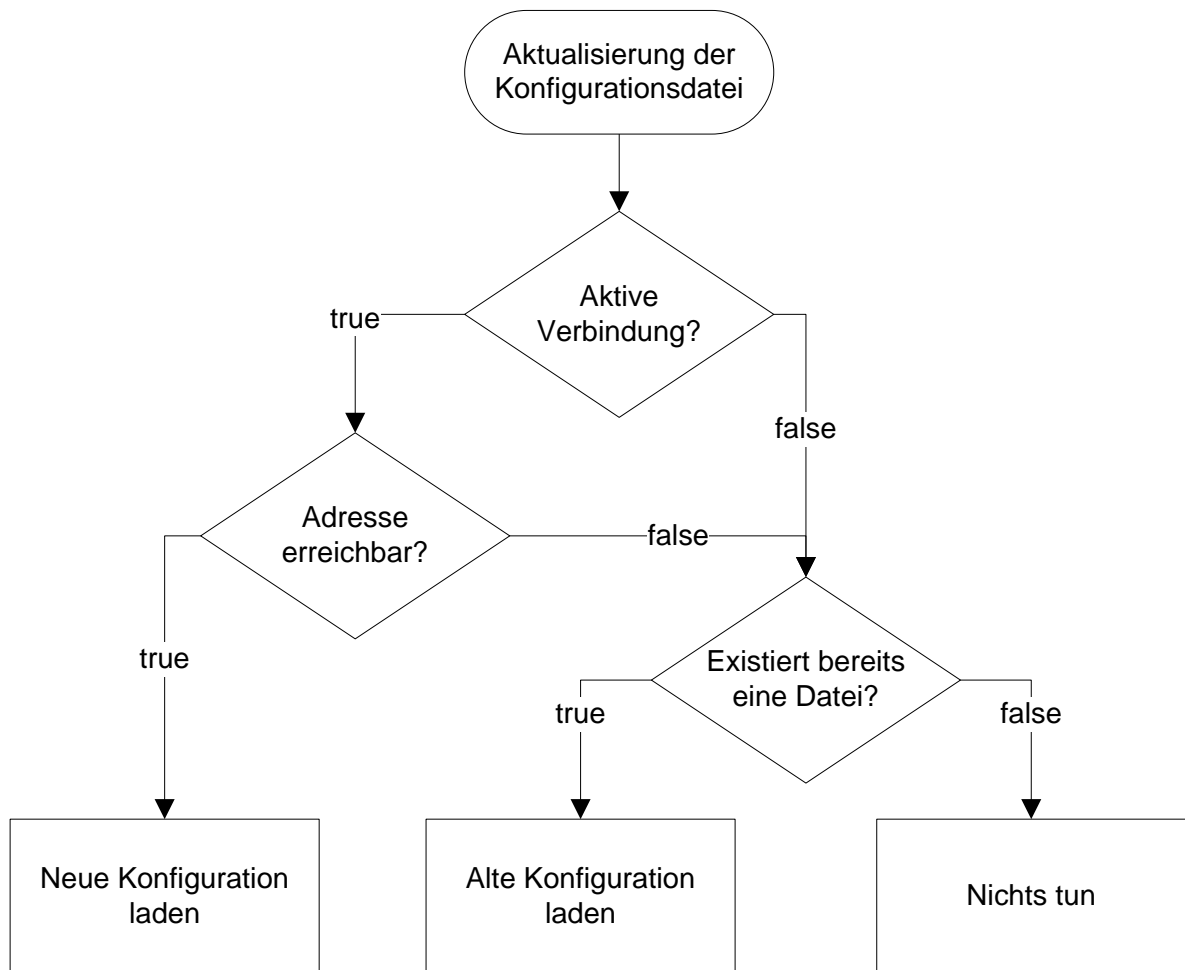 Aktualisierung der
Konfigurationsdatei
Aktive
Verbindung?
true
false
Adresse
erreichbar?
false
true
Existiert bereits
eine Datei?
true
false
Neue Konfiguration
laden
Alte Konfiguration
laden
Nichts tun